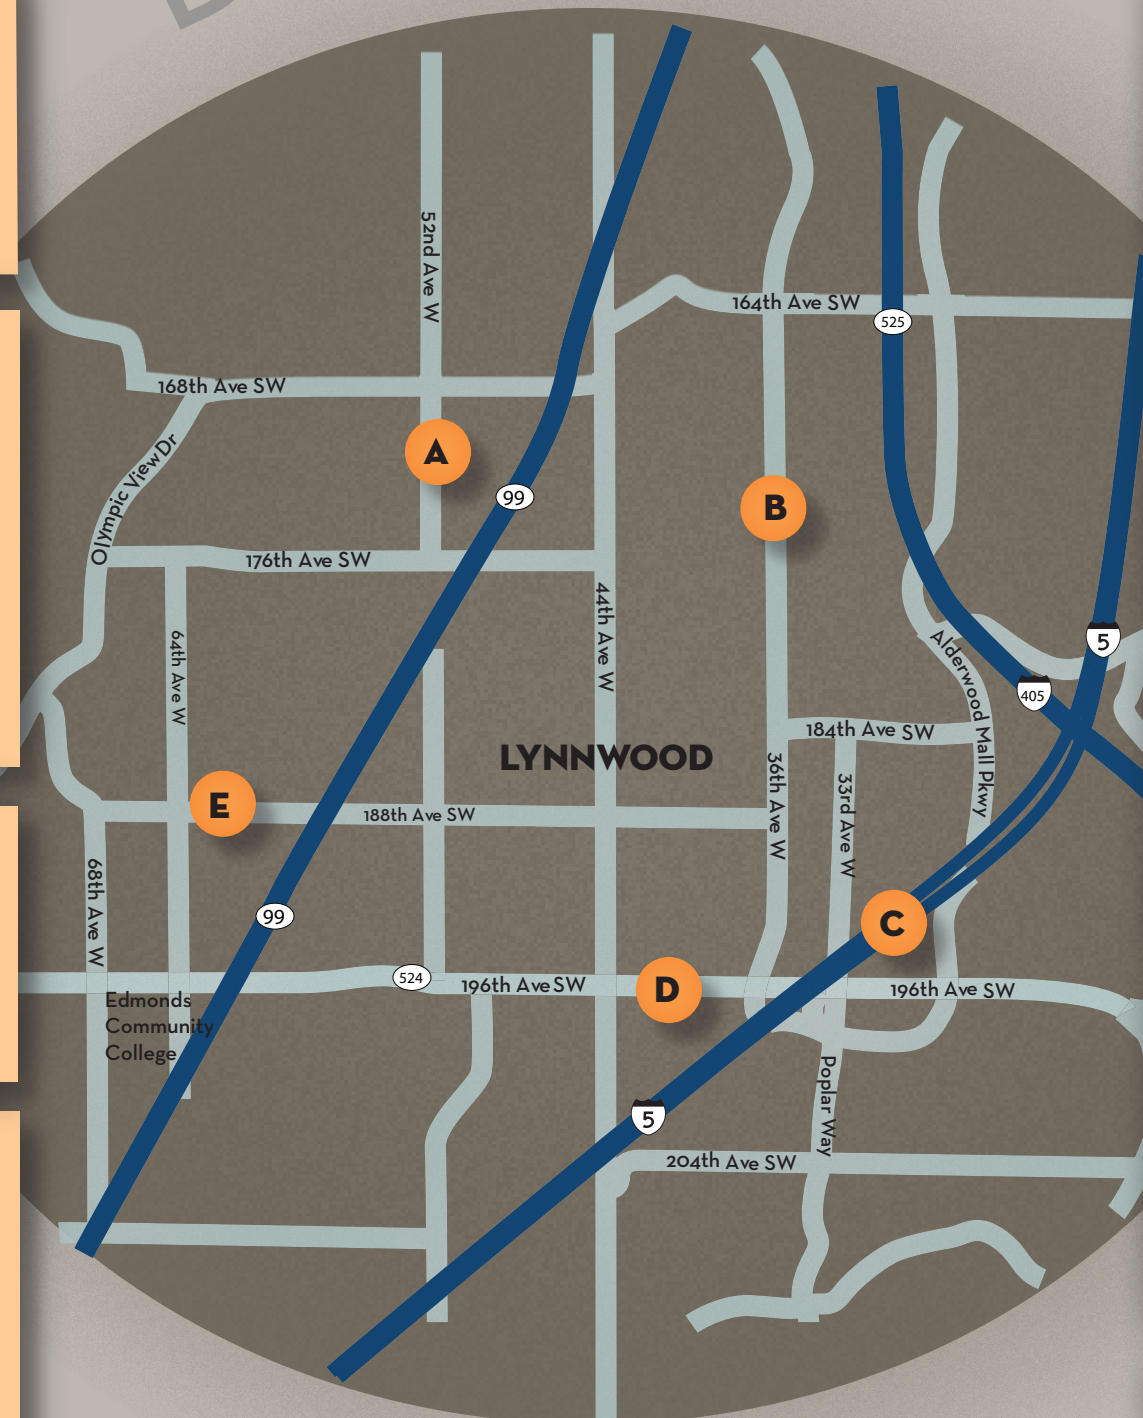 52nd Ave W
164th Ave SW
525
168th Ave SW
Olympic View Dr
A
99
B
176th Ave SW
44th Ave W
64th Ave W
5
Alderwood Mall Pkwy
405
184th Ave SW
LYNNWOOD
36th Ave W
33rd Ave W
E
188th Ave SW
68th Ave W
99
C
524
196th Ave SW
D
196th Ave SW
Edmonds
Community
College
Poplar Way
5
204th Ave SW